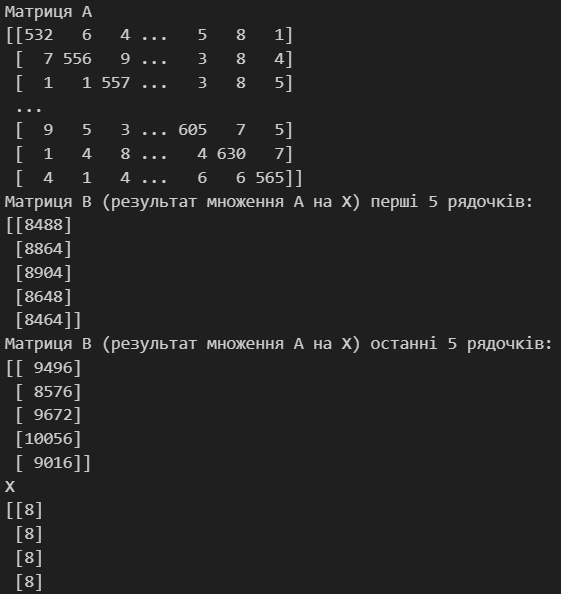 Матриця A
[[532   6   4 ...   5   8   1]
 [  7 556   9 ...   3   8   4]
 [  1   1 557 ...   3   8   5]
 ...
 [  9   5   3 ... 605   7   5]
 [  1   4   8 ...   4 630   7]
 [  4   1   4 ...   6   6 565]]
Матриця B (результат множення A на X) перші 5 рядочків:
[[8488]
 [8864]
 [8904]
 [8648]
 [8464]]
Матриця B (результат множення A на X) останні 5 рядочків:
[[ 9496]
 [ 8576]
 [ 9672]
 [10056]
 [ 9016]]
X
[[8]
 [8]
 [8]
 [8]